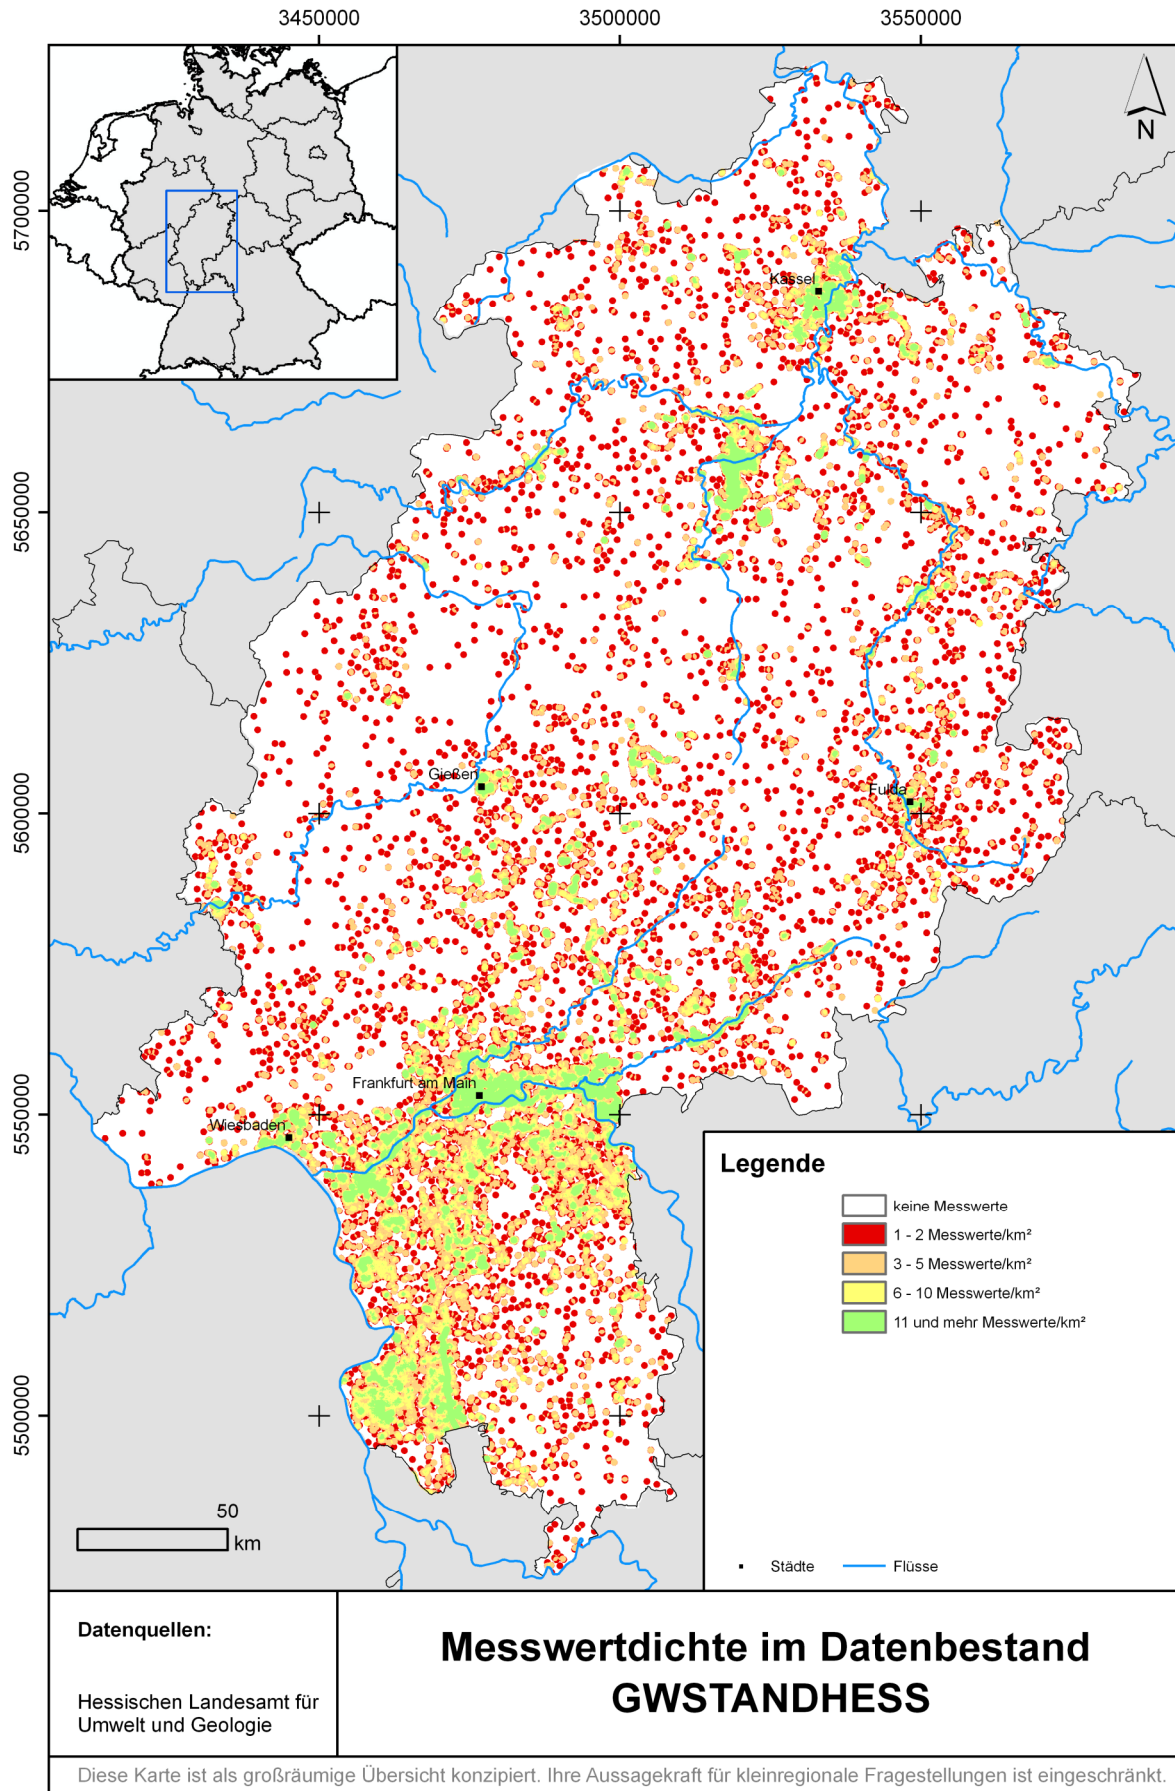 3450000 3500000 3550000
5700000
5650000
5600000
5550000
5500000
N
Kassel
Gießen
Fulda
Frankfurt am Main
Wiesbaden
Legende
keine Messwerte
1 - 2 Messwerte/km²
3 - 5 Messwerte/km²
6 - 10 Messwerte/km²
11 und mehr Messwerte/km²
Städte
Flüsse
50
km
Datenquellen:
Hessischen Landesamt für
Umwelt und Geologie
Messwertdichte im Datenbestand
GWSTANDHESS
Diese Karte ist als großräumige Übersicht konzipiert. Ihre Aussagekraft für kleinregionale Fragestellungen ist eingeschränkt.